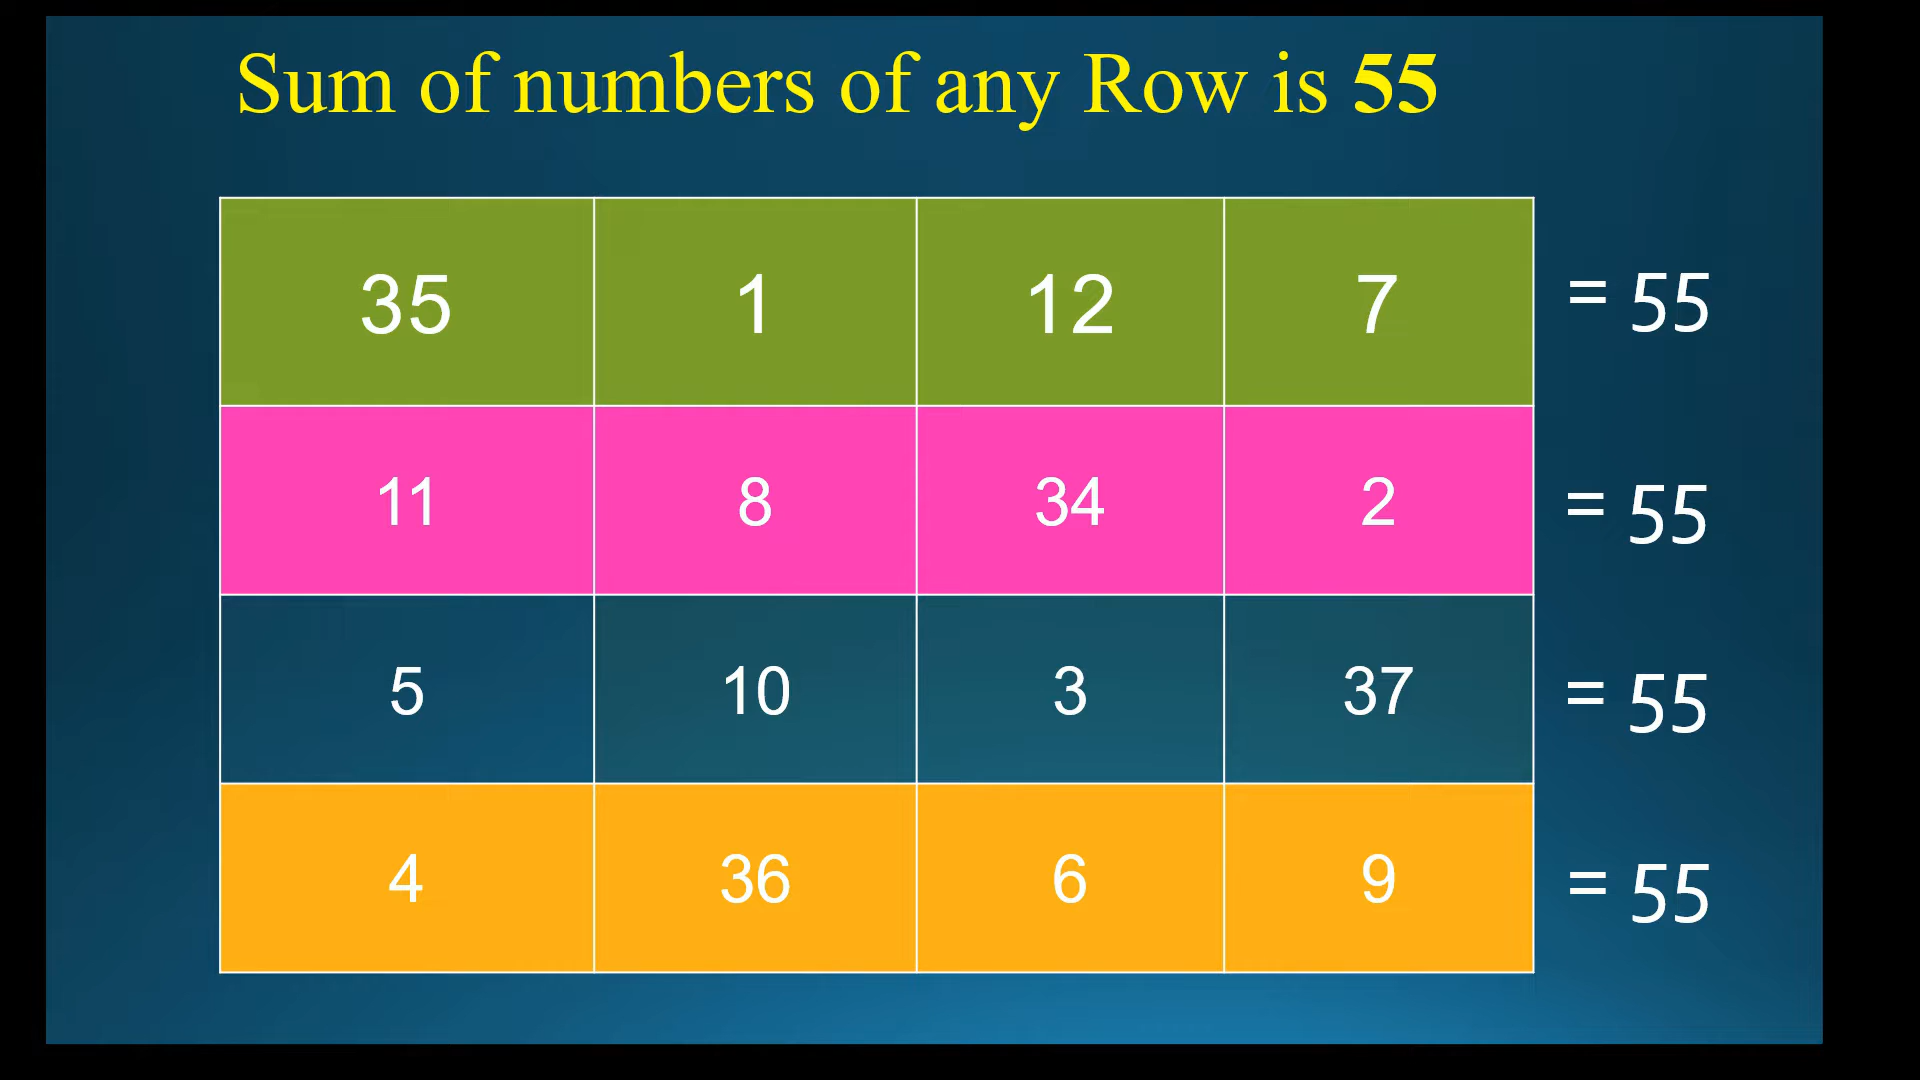 Sum of numbers of any Row is 55
35 1 12 7 = 55
11 8 34 2 = 55
5 10 3 37 = 55
4 36 6 9 = 55